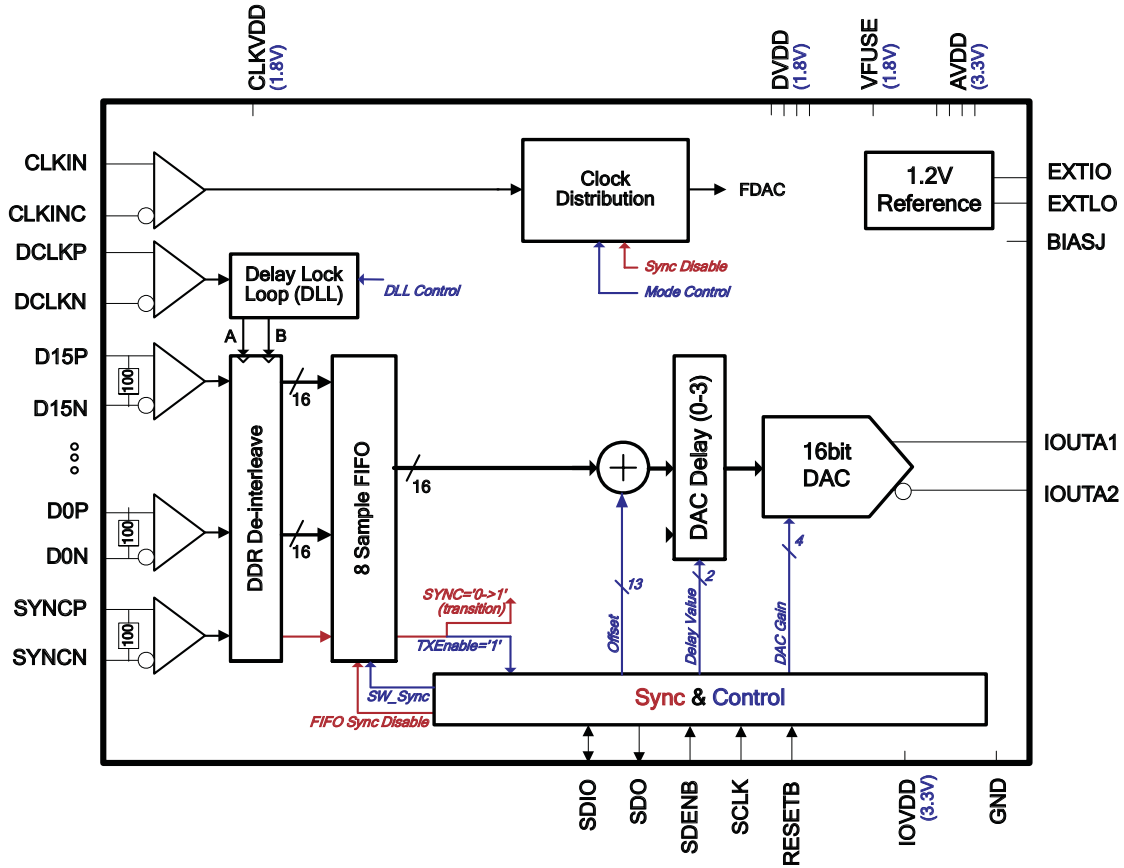 CLKVDD
(1.8V)
DVDD
(1.8V)
VFUSE
(1.8V)
AVDD
(3.3V)
CLKIN
CLKINC
DCLKP
DCLKN
D15P
D15N
D0P
D0N
SYNCP
SYNCN
100
100
100
Clock
Distribution
FDAC
Sync Disable
Mode Control
1.2V
Reference
EXTIO
EXTLO
BIASJ
Delay Lock
Loop (DLL)
DLL Control
A
B
DDR De-interleave
16
16
8 Sample FIFO
16
+
DAC Delay (0-3)
16bit
DAC
IOUTA1
IOUTA2
13
2
4
Offset
Delay Value
DAC Gain
SYNC='0->1'
(transition)
TXEnable='1'
SW_Sync
FIFO Sync Disable
Sync & Control
SDIO
SDO
SDENB
SCLK
RESETB
IOVDD
(3.3V)
GND